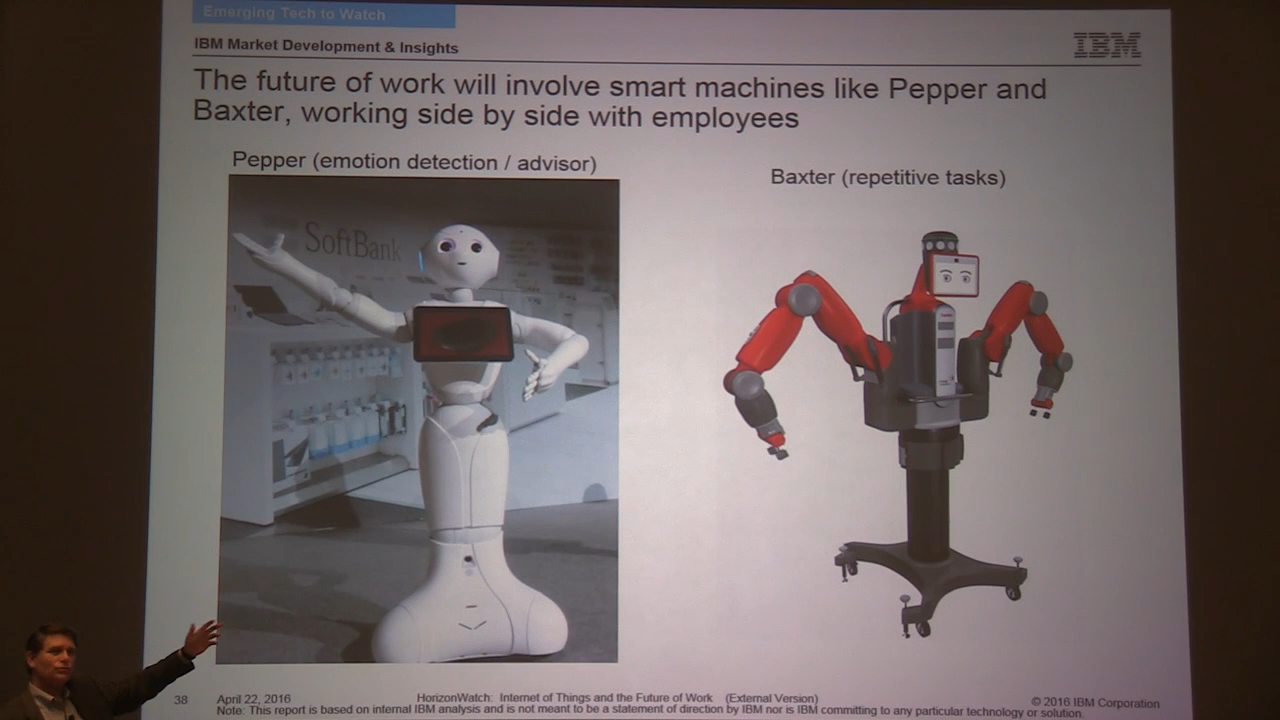 Emerging Tech to Watch
IBM Market Development & Insights
IBM
The future of work will involve smart machines like Pepper and
Baxter, working side by side with employees
Pepper (emotion detection / advisor)
Baxter (repetitive tasks)
SoftBank
38
April 22, 2016
HorizonWatch: Internet of Things and the Future of Work (External Version)
© 2016 IBM Corporation
Note: This report is based on internal IBM analysis and is not meant to be a statement of direction by IBM nor is IBM committing to any particular technology or solution.